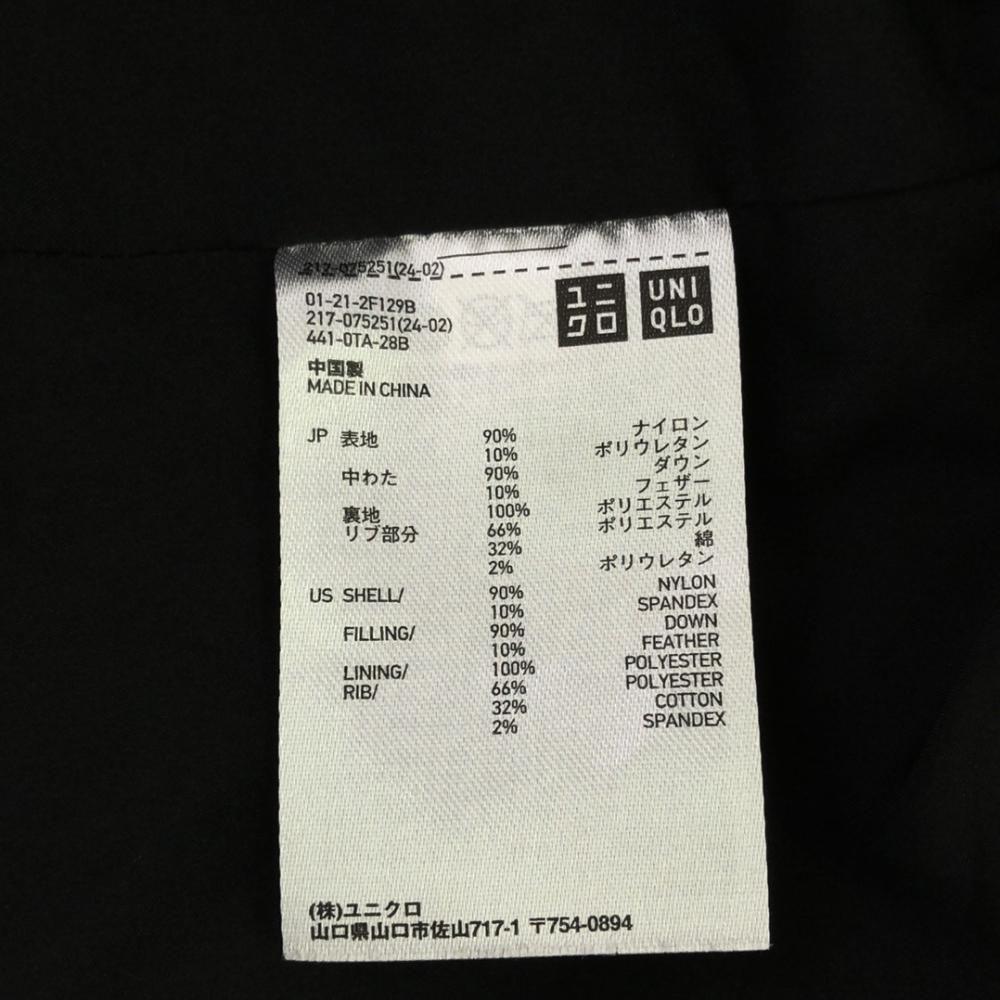 217-075251(24-02)
ユニ
クロ
UNI
QLO
01-21-2F129B
217-075251(24-02)
441-0TA-28B
中国製
MADE IN CHINA
JP 表地 90% ナイロン
10% ポリウレタン
中わた 90% ダウン
10% フェザー
裏地 100% ポリエステル
リブ部分 66% ポリエステル
32% 綿
2% ポリウレタン
US SHELL/ 90% NYLON
10% SPANDEX
FILLING/ 90% DOWN
10% FEATHER
LINING/ 100% POLYESTER
RIB/ 66% POLYESTER
32% COTTON
2% SPANDEX
(株)ユニクロ
山口県山口市佐山717-1 〒754-0894